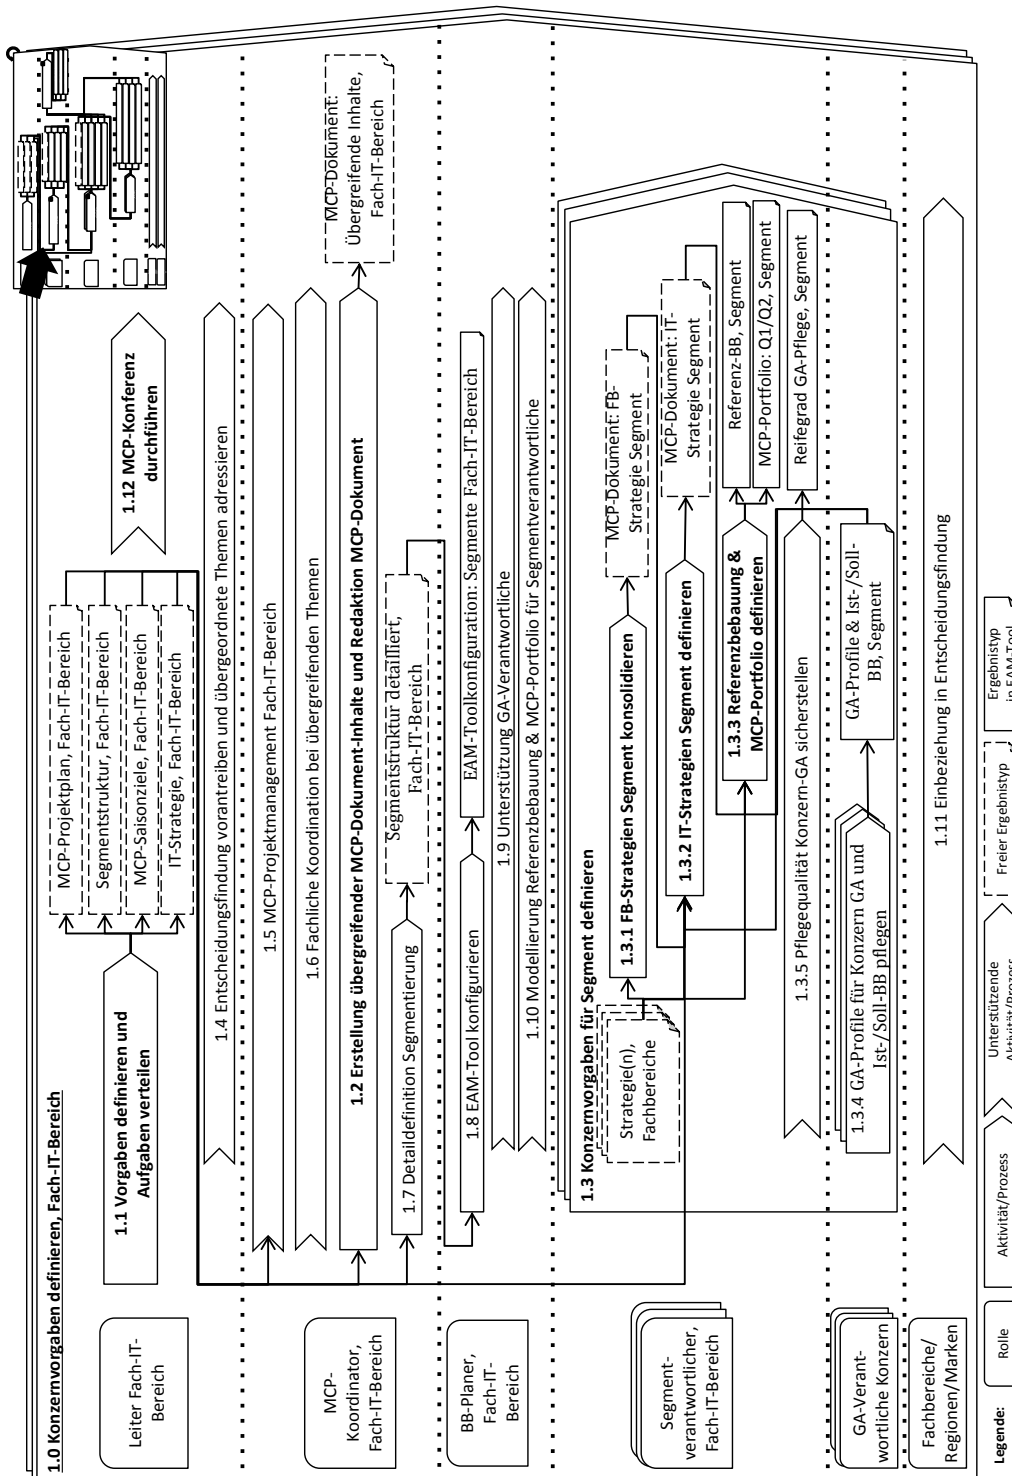 1.0 Konzernvorgaben definieren, Fach-IT-Bereich
Leiter Fach-IT-
Bereich
1.1 Vorgaben definieren und
Aufgaben verteilen
MCP-Projektplan, Fach-IT-Bereich
Segmentstruktur, Fach-IT-Bereich
MCP-Saisonziele, Fach-IT-Bereich
IT-Strategie, Fach-IT-Bereich
1.12 MCP-Konferenz
durchführen
1.4 Entscheidungsfindung vorantreiben und übergeordnete Themen adressieren
MCP-
Koordinator,
Fach-IT-Bereich
1.5 MCP-Projektmanagement Fach-IT-Bereich
1.6 Fachliche Koordination bei übergreifenden Themen
1.2 Erstellung übergreifender MCP-Dokument-Inhalte und Redaktion MCP-Dokument
MCP-Dokument:
Übergreifende Inhalte,
Fach-IT-Bereich
1.7 Detaildefinition Segmentierung
Segmentstruktur detailliert,
Fach-IT-Bereich
BB-Planer,
Fach-IT-
Bereich
1.8 EAM-Tool konfigurieren
EAM-Toolkonfiguration: Segmente Fach-IT-Bereich
1.9 Unterstützung GA-Verantwortliche
1.10 Modellierung Referenzbebauung & MCP-Portfolio für Segmentverantwortliche
Segment-
verantwortlicher,
Fach-IT-Bereich
1.3 Konzernvorgaben für Segment definieren
Strategie(n),
Fachbereiche
1.3.1 FB-Strategien Segment konsolidieren
MCP-Dokument: FB-
Strategie Segment
1.3.2 IT-Strategien Segment definieren
MCP-Dokument: IT-
Strategie Segment
1.3.3 Referenzbebauung &
MCP-Portfolio definieren
Referenz-BB, Segment
MCP-Portfolio: Q1/Q2, Segment
1.3.5 Pflegequalität Konzern-GA sicherstellen
Reifegrad GA-Pflege, Segment
GA-Verant-
wortliche Konzern
1.3.4 GA-Profile für Konzern GA und
Ist-/Soll-BB pflegen
GA-Profile & Ist-/Soll-
BB, Segment
Fachbereiche/
Regionen/Marken
1.11 Einbeziehung in Entscheidungsfindung
Legende:
Rolle
Aktivität/Prozess
Unterstützende
Aktivität/Prozess
Freier Ergebnistyp
Ergebnistyp
in EAM-Tool